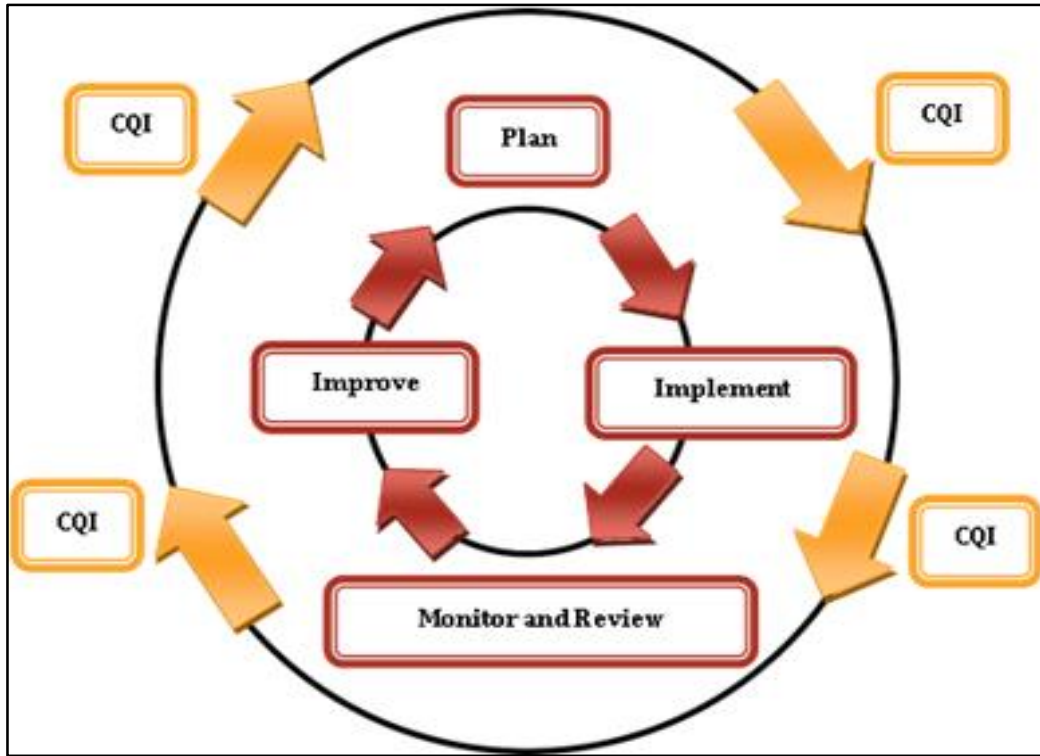 CQI
CQI
Plan
Improve
Implement
CQI
CQI
Monitor and Review